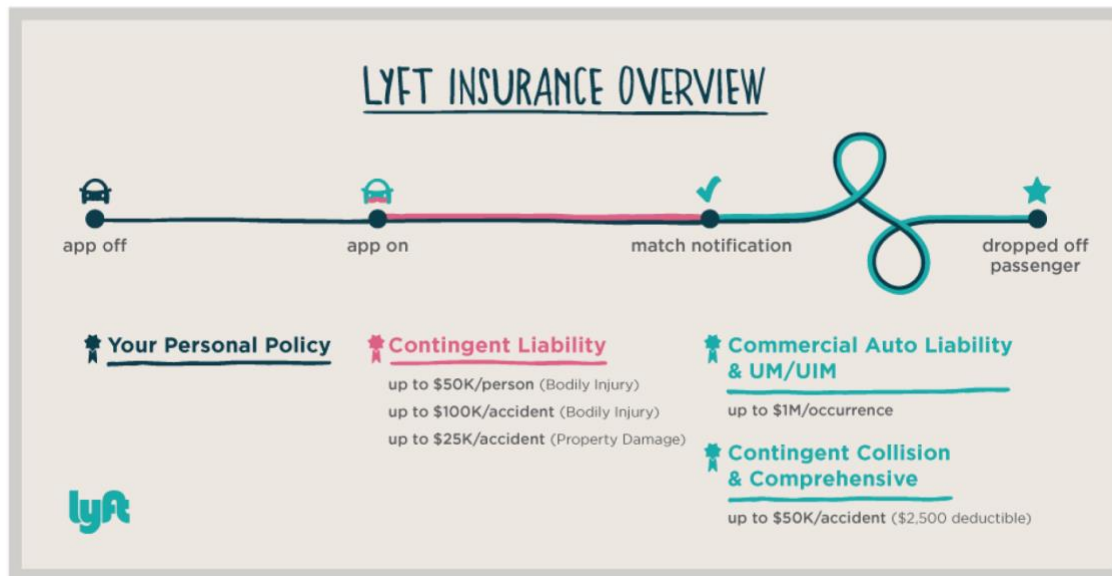 LYFT INSURANCE OVERVIEW
app off
app on
match notification
dropped off
passenger
Your Personal Policy
Contingent Liability
up to $50K/person (Bodily Injury)
up to $100K/accident (Bodily Injury)
up to $25K/accident (Property Damage)
Commercial Auto Liability
& UM/UIM
up to $1M/occurrence
Contingent Collision
& Comprehensive
up to $50K/accident ($2,500 deductible)
lyft